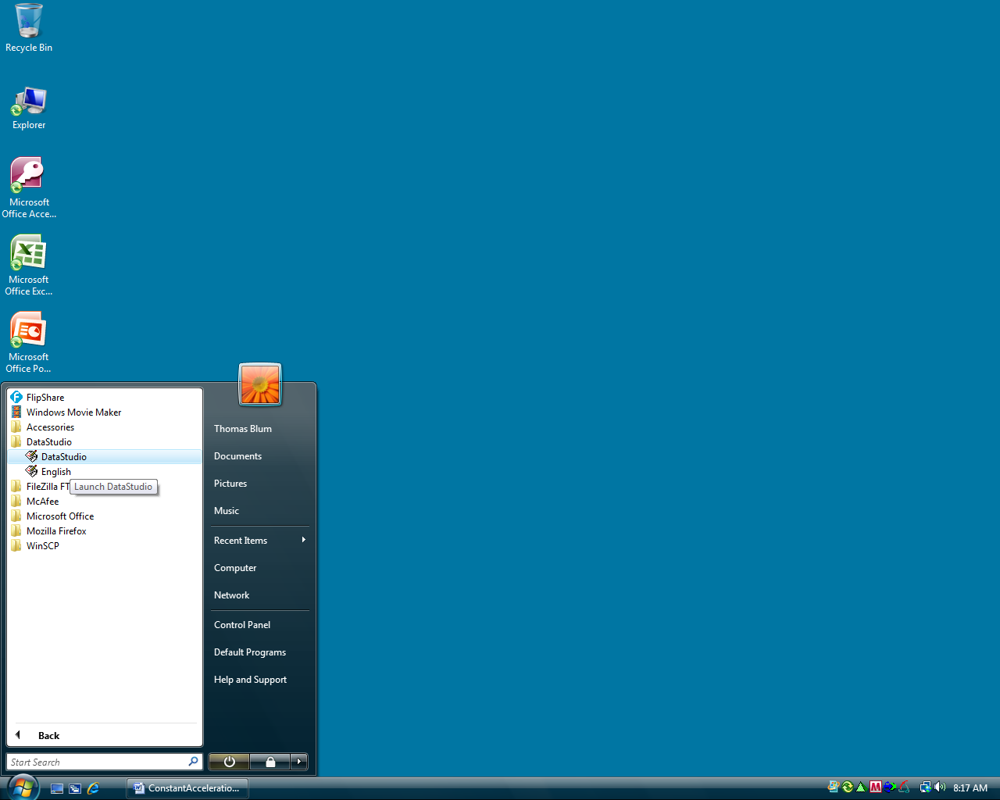 Recycle Bin
Explorer
Microsoft
Office Acce...
Microsoft
Office Exc...
Microsoft
Office Po...
FlipShare
Windows Movie Maker
Accessories
DataStudio
DataStudio
English
FileZilla FT
Launch DataStudio
McAfee
Microsoft Office
Mozilla Firefox
WinSCP
Back
Start Search
Thomas Blum
Documents
Pictures
Music
Recent Items
Computer
Network
Control Panel
Default Programs
Help and Support
ConstantAcceleratio...
8:17 AM